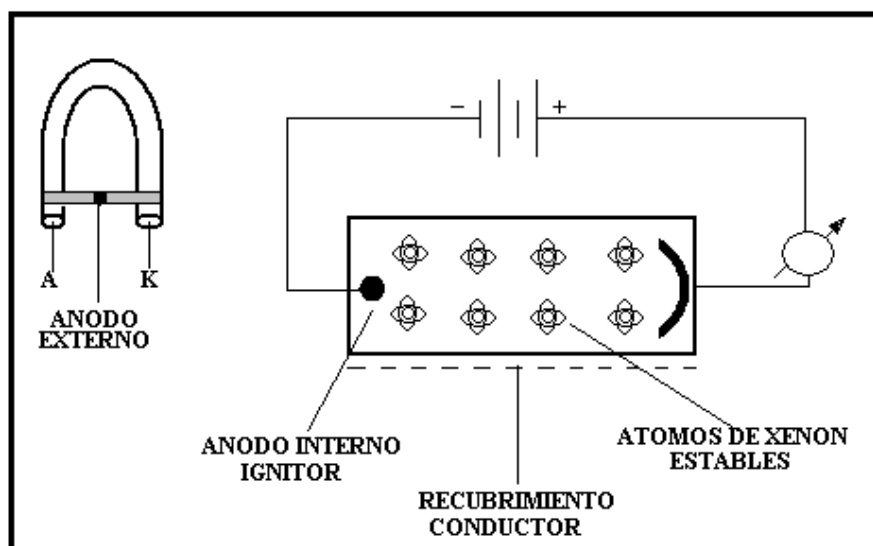 − +
A K
ANODO
EXTERNO
ANODO INTERNO
IGNITOR
ATOMOS DE XENON
ESTABLES
RECUBRIMIENTO
CONDUCTOR